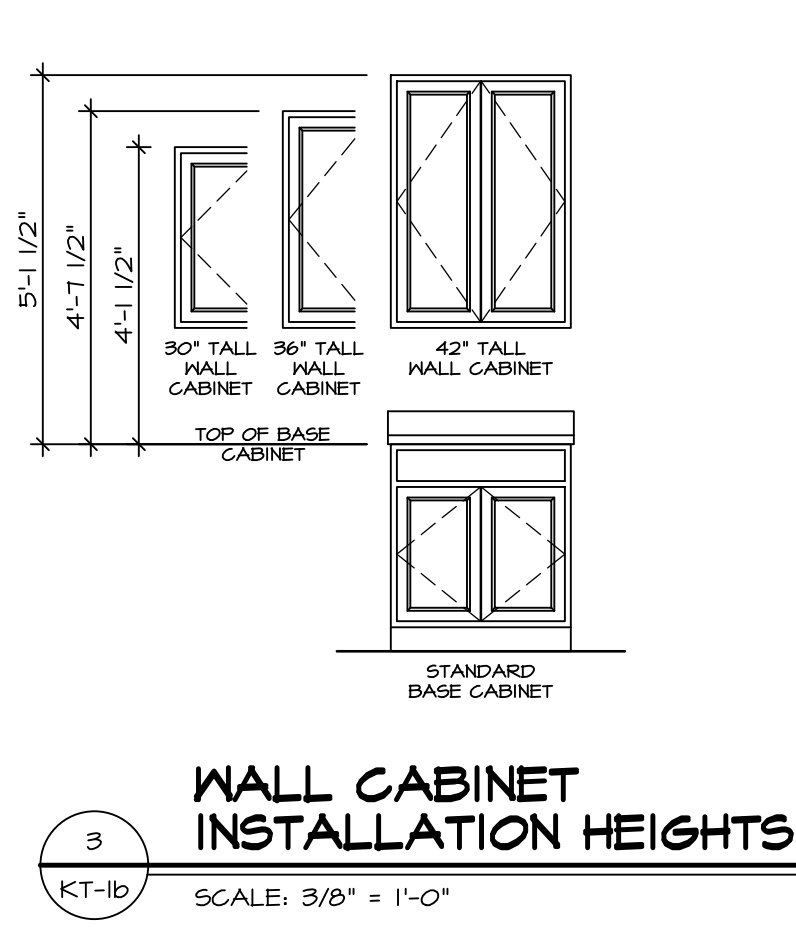 5'-1 1/2"
4'-7 1/2"
4'-1 1/2"
30" TALL
WALL
CABINET
36" TALL
WALL
CABINET
42" TALL
WALL CABINET
TOP OF BASE
CABINET
STANDARD
BASE CABINET
WALL CABINET
INSTALLATION HEIGHTS
3
KT-1b
SCALE: 3/8" = 1'-0"